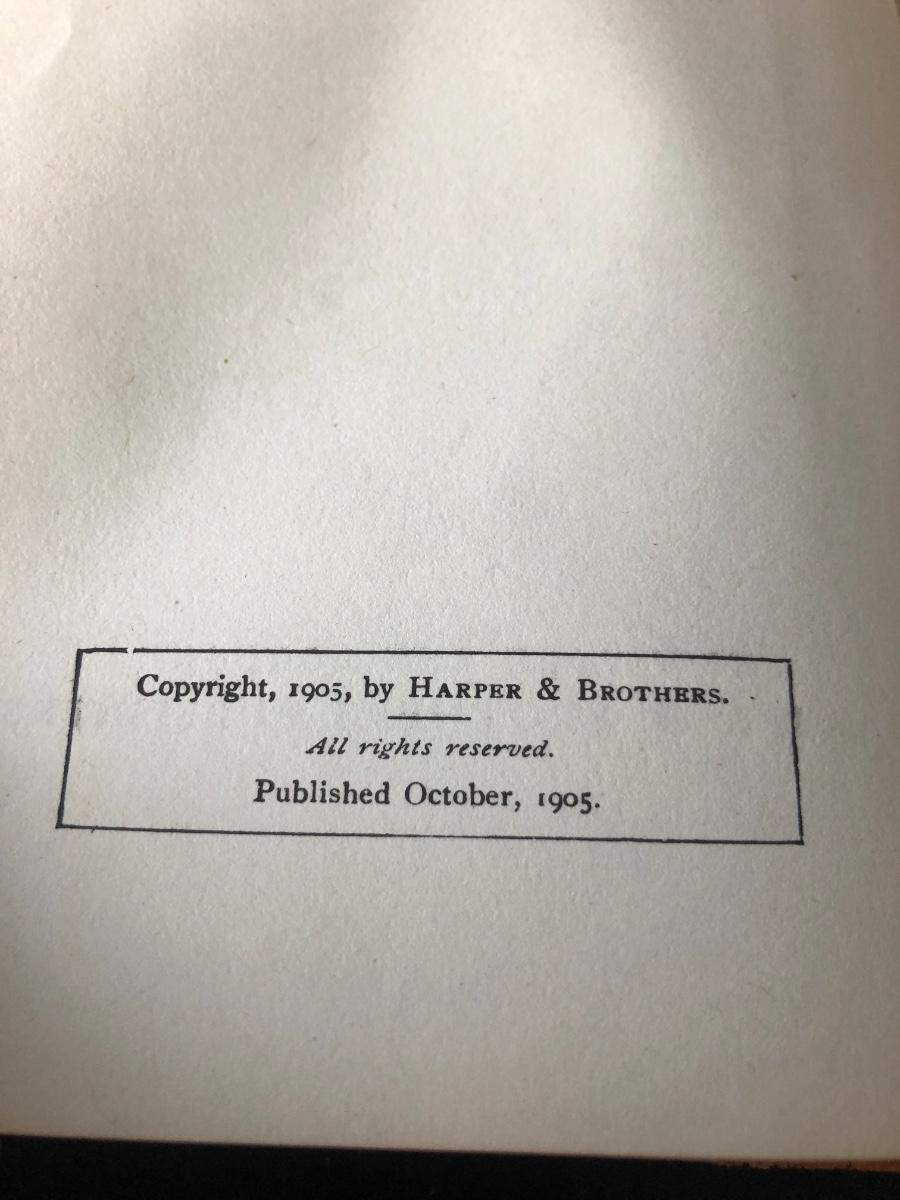 Copyright, 1905, by HARPER & BROTHERS.
All rights reserved.
Published October, 1905.